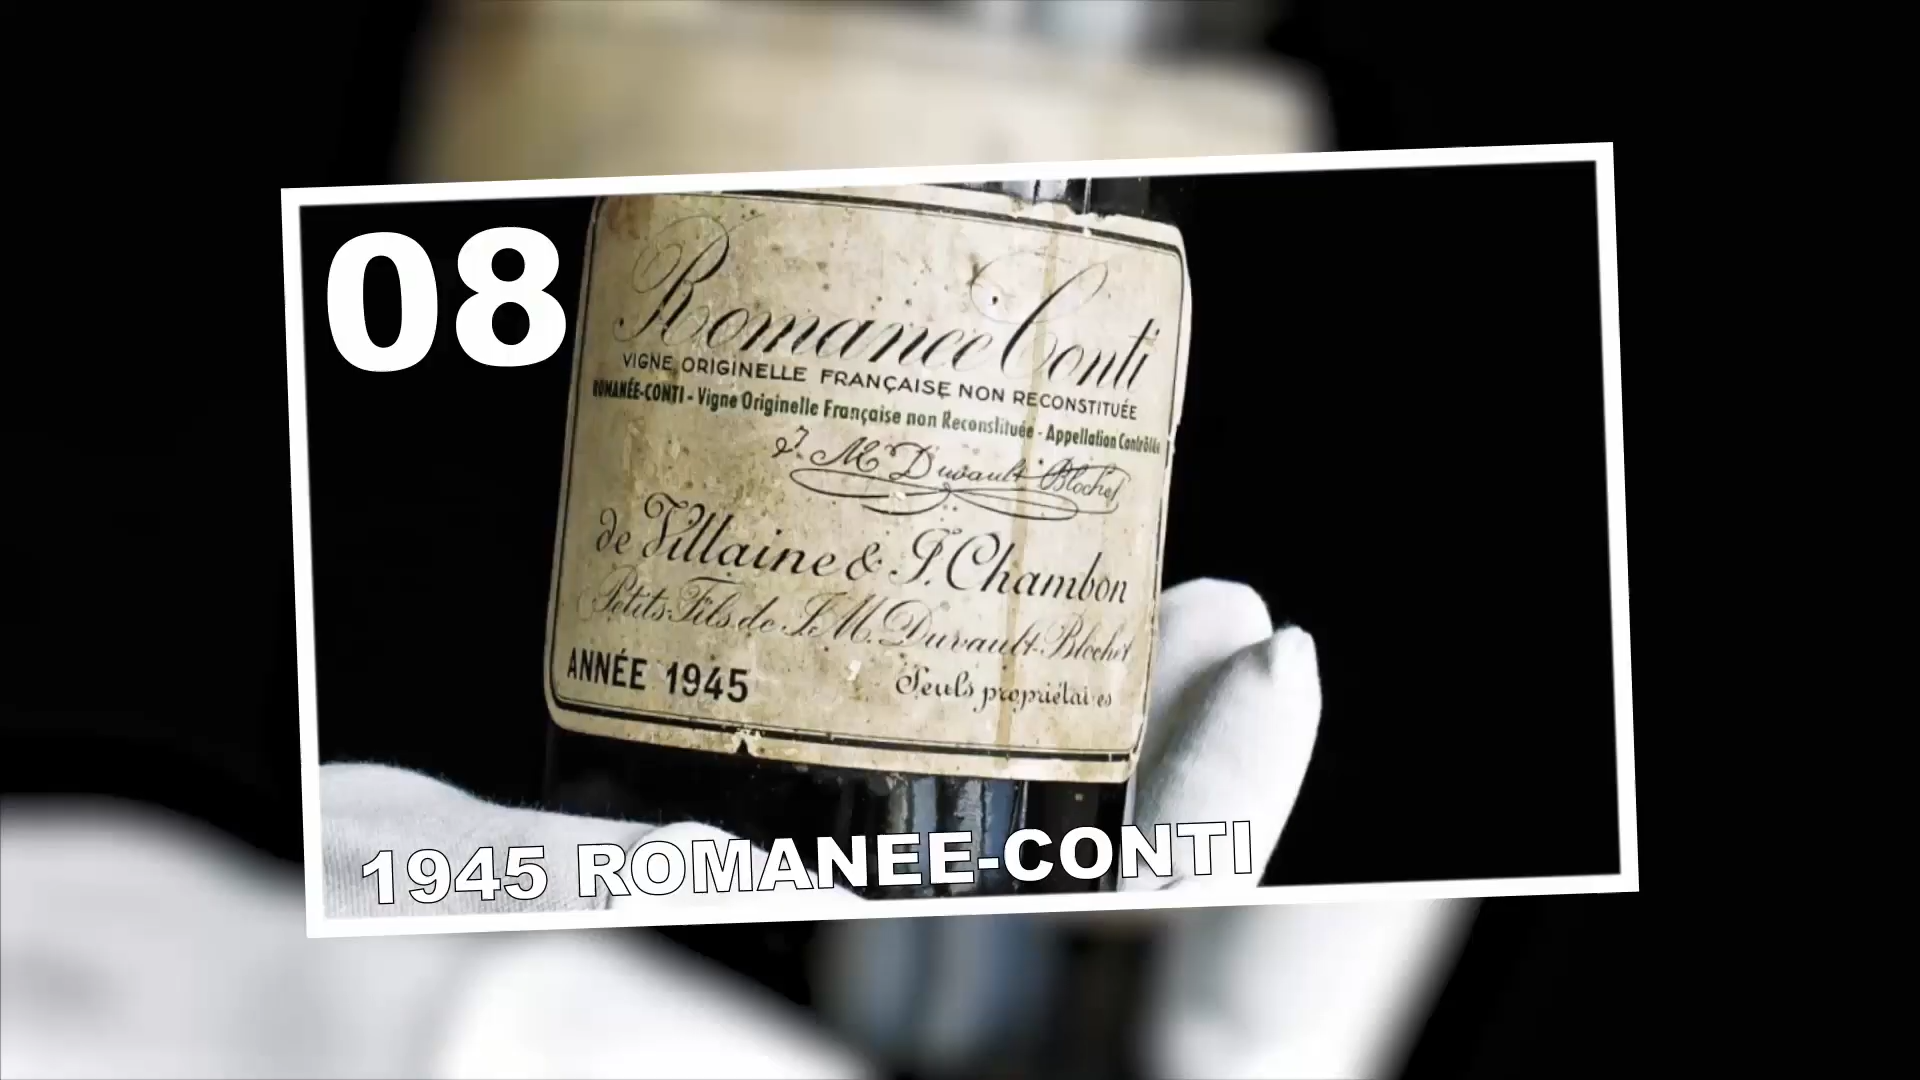 08
Romanee Conti
VIGNE ORIGINELLE FRANÇAISE NON RECONSTITUÉE
ROMANÉE-CONTI - Vigne Originelle Française non Reconstituée - Appellation Contrôlée
J. M. Duvault Blochet
de Villaine & J. Chambon
Petits-Fils de J.M. Duvault-Blochet
ANNÉE 1945
Seuls propriétaires
1945 ROMANEE-CONTI